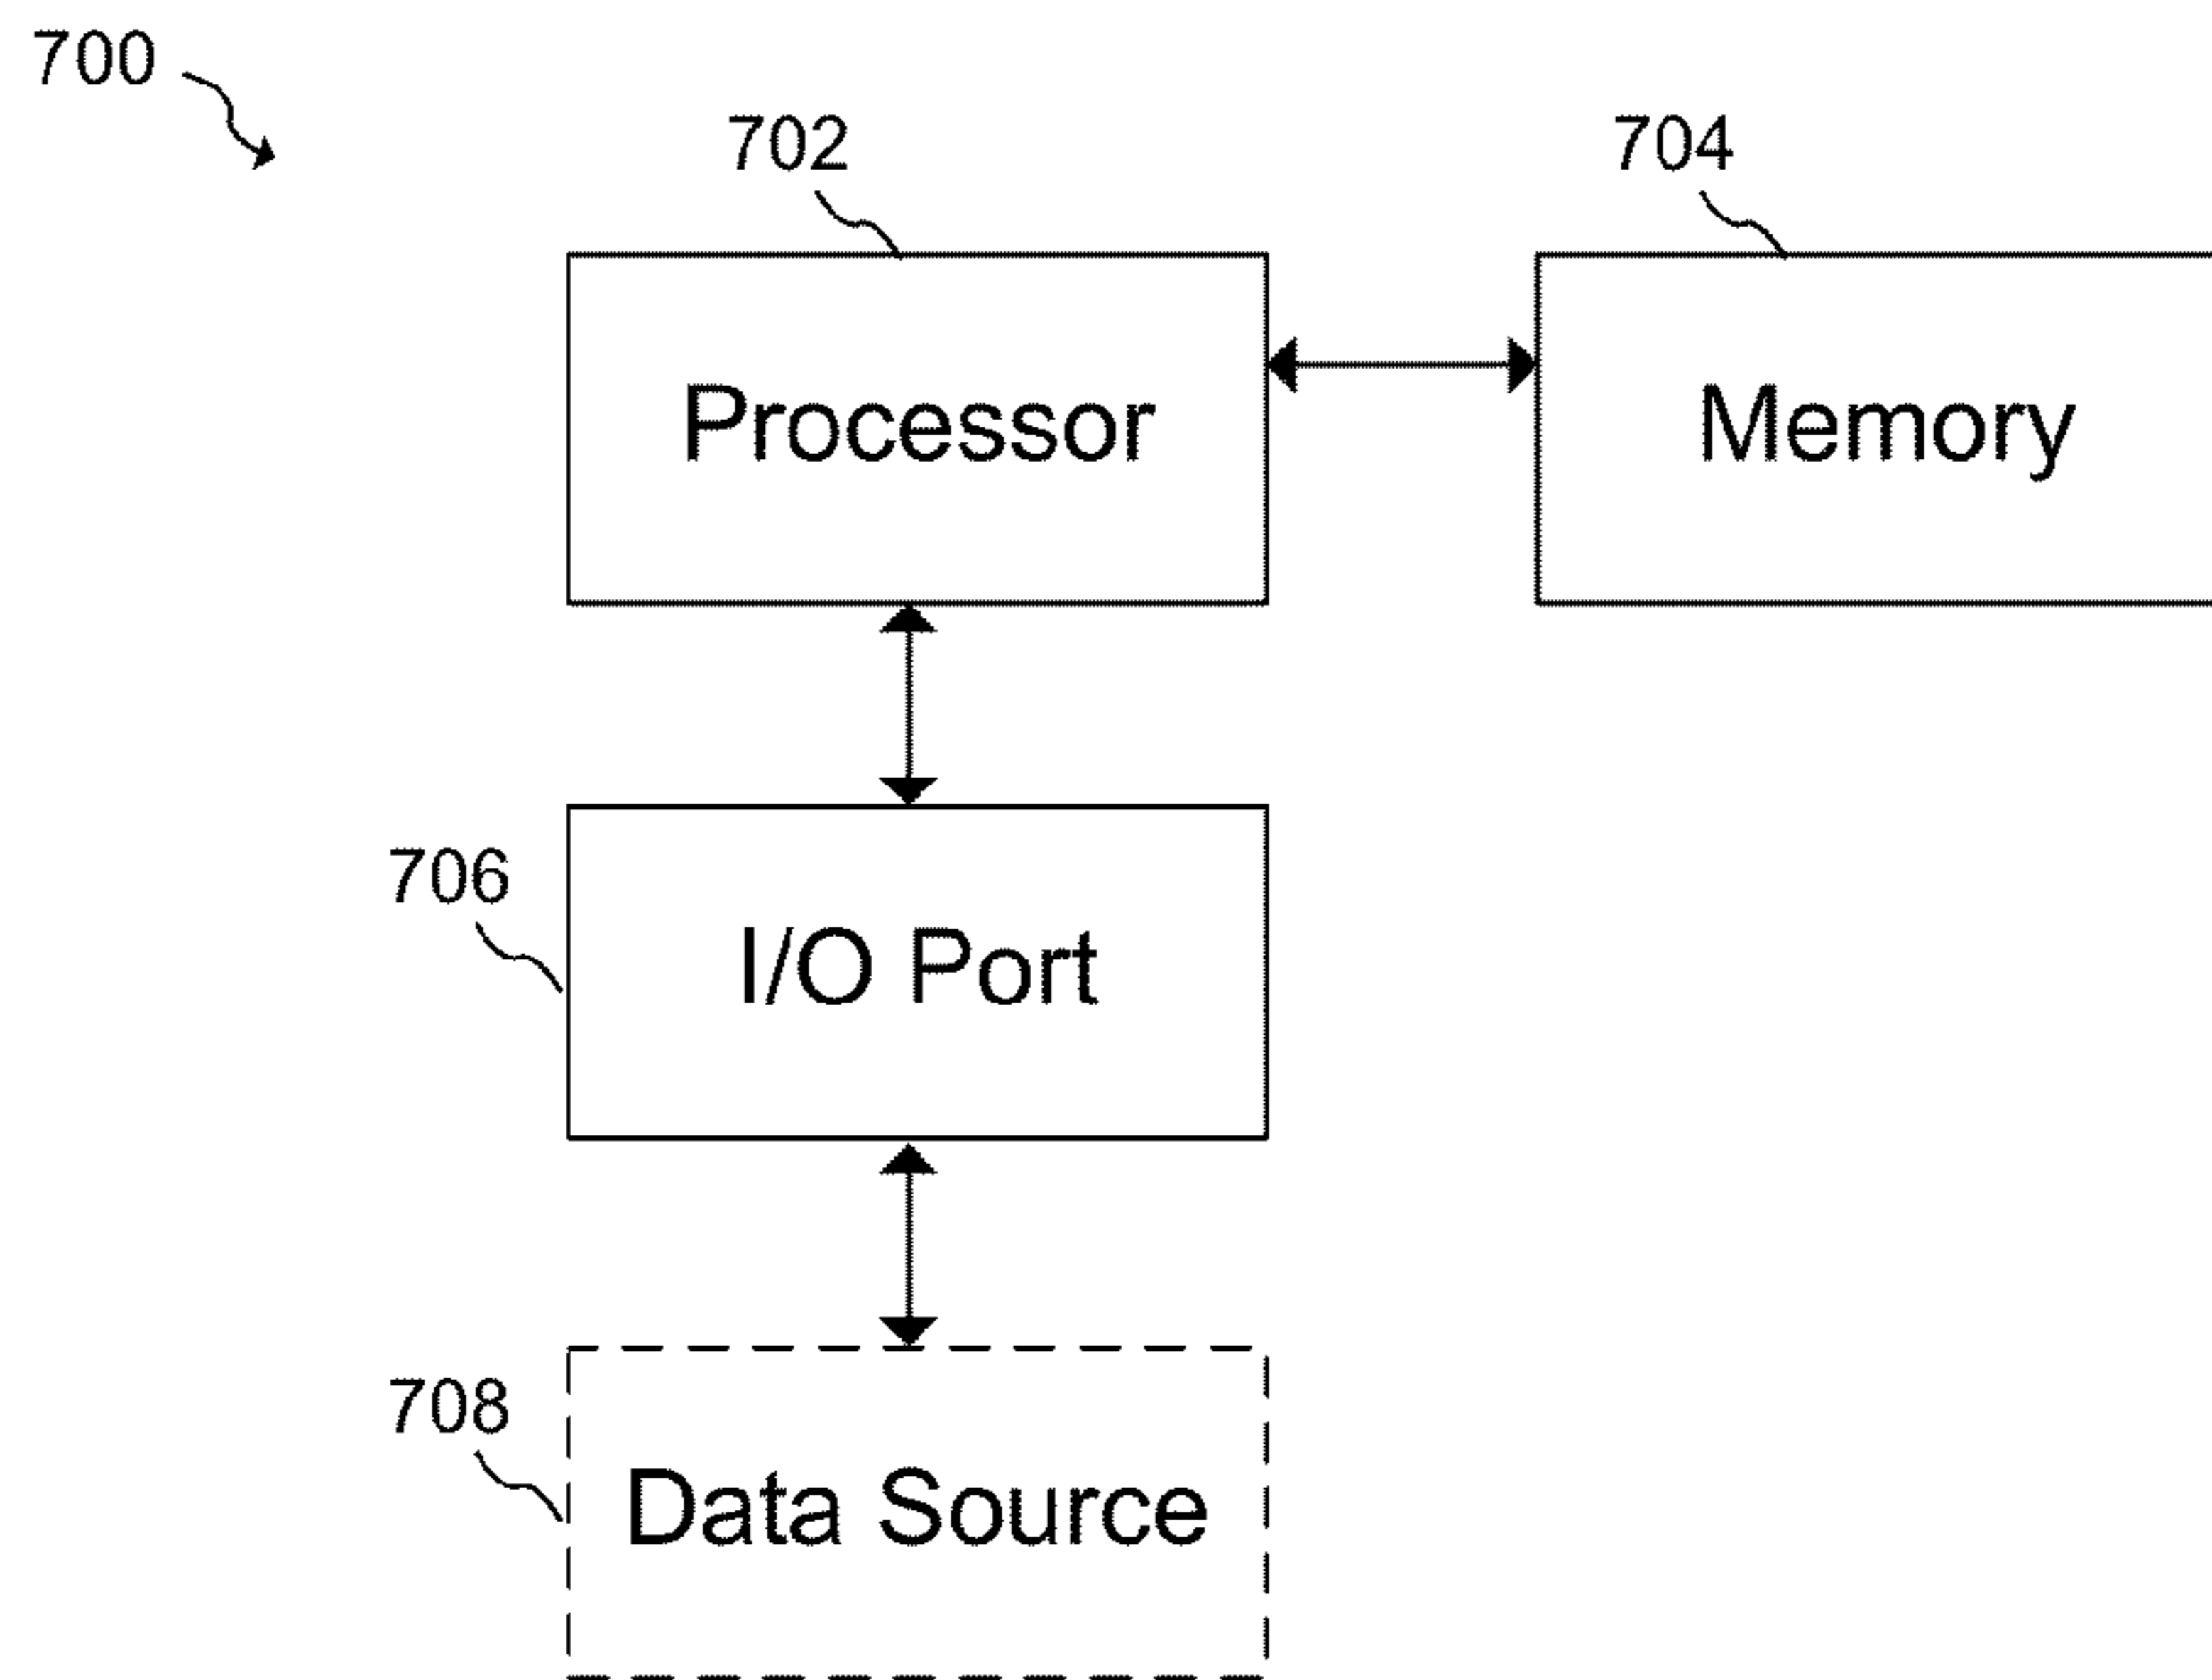 700
702
704
Processor
Memory
706
I/O Port
708
Data Source